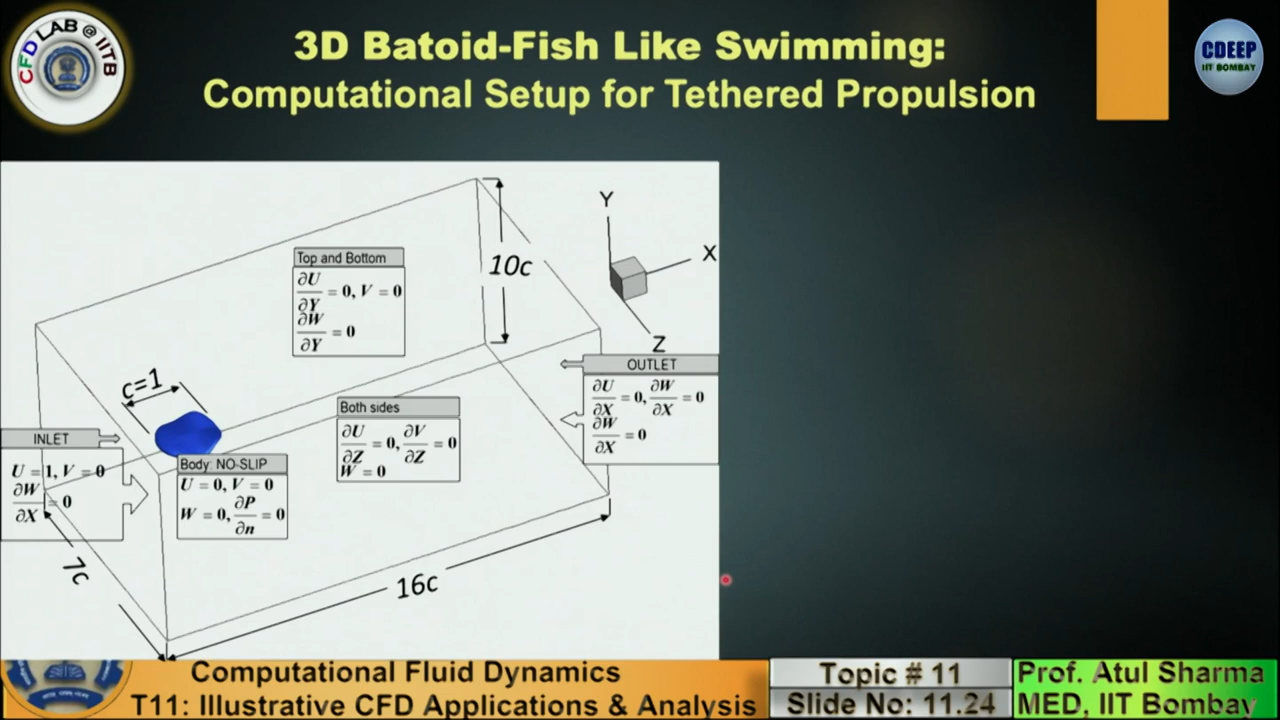 CFD LAB @ IITB
3D Batoid-Fish Like Swimming:
Computational Setup for Tethered Propulsion
CDEEP
IIT BOMBAY
Y
X
Z
10c
Top and Bottom
∂U/∂Y = 0, V = 0
∂W/∂Y = 0
c=1
OUTLET
∂U/∂X = 0, ∂W/∂X = 0
∂W/∂X = 0
Both sides
∂U/∂Z = 0, ∂V/∂Z = 0
W = 0
INLET
U = 1, V = 0
∂W/∂X = 0
Body: NO-SLIP
U = 0, V = 0
W = 0, ∂P/∂n = 0
7c
16c
Computational Fluid Dynamics
T11: Illustrative CFD Applications & Analysis
Topic # 11
Slide No: 11.24
Prof. Atul Sharma
MED, IIT Bombay